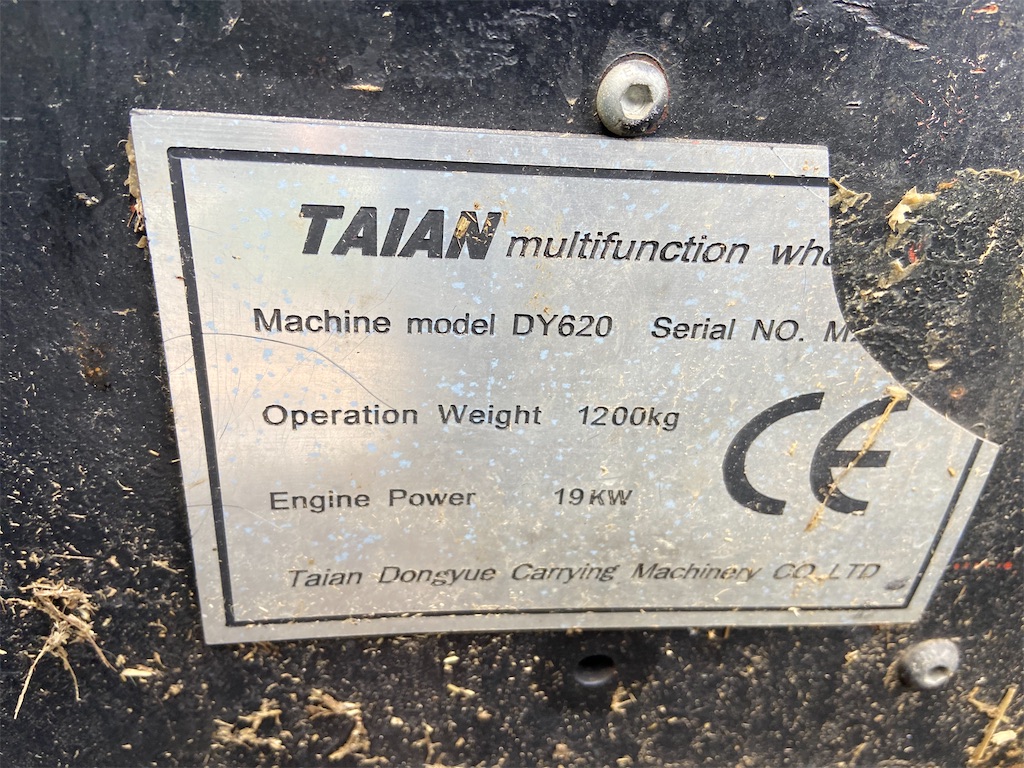 TAIAN multifunction
Machine model DY620 Serial NO.
Operation Weight 1200kg
CE
Engine Power 19KW
Taian Dongyue Carrying Machinery CO.,LTD